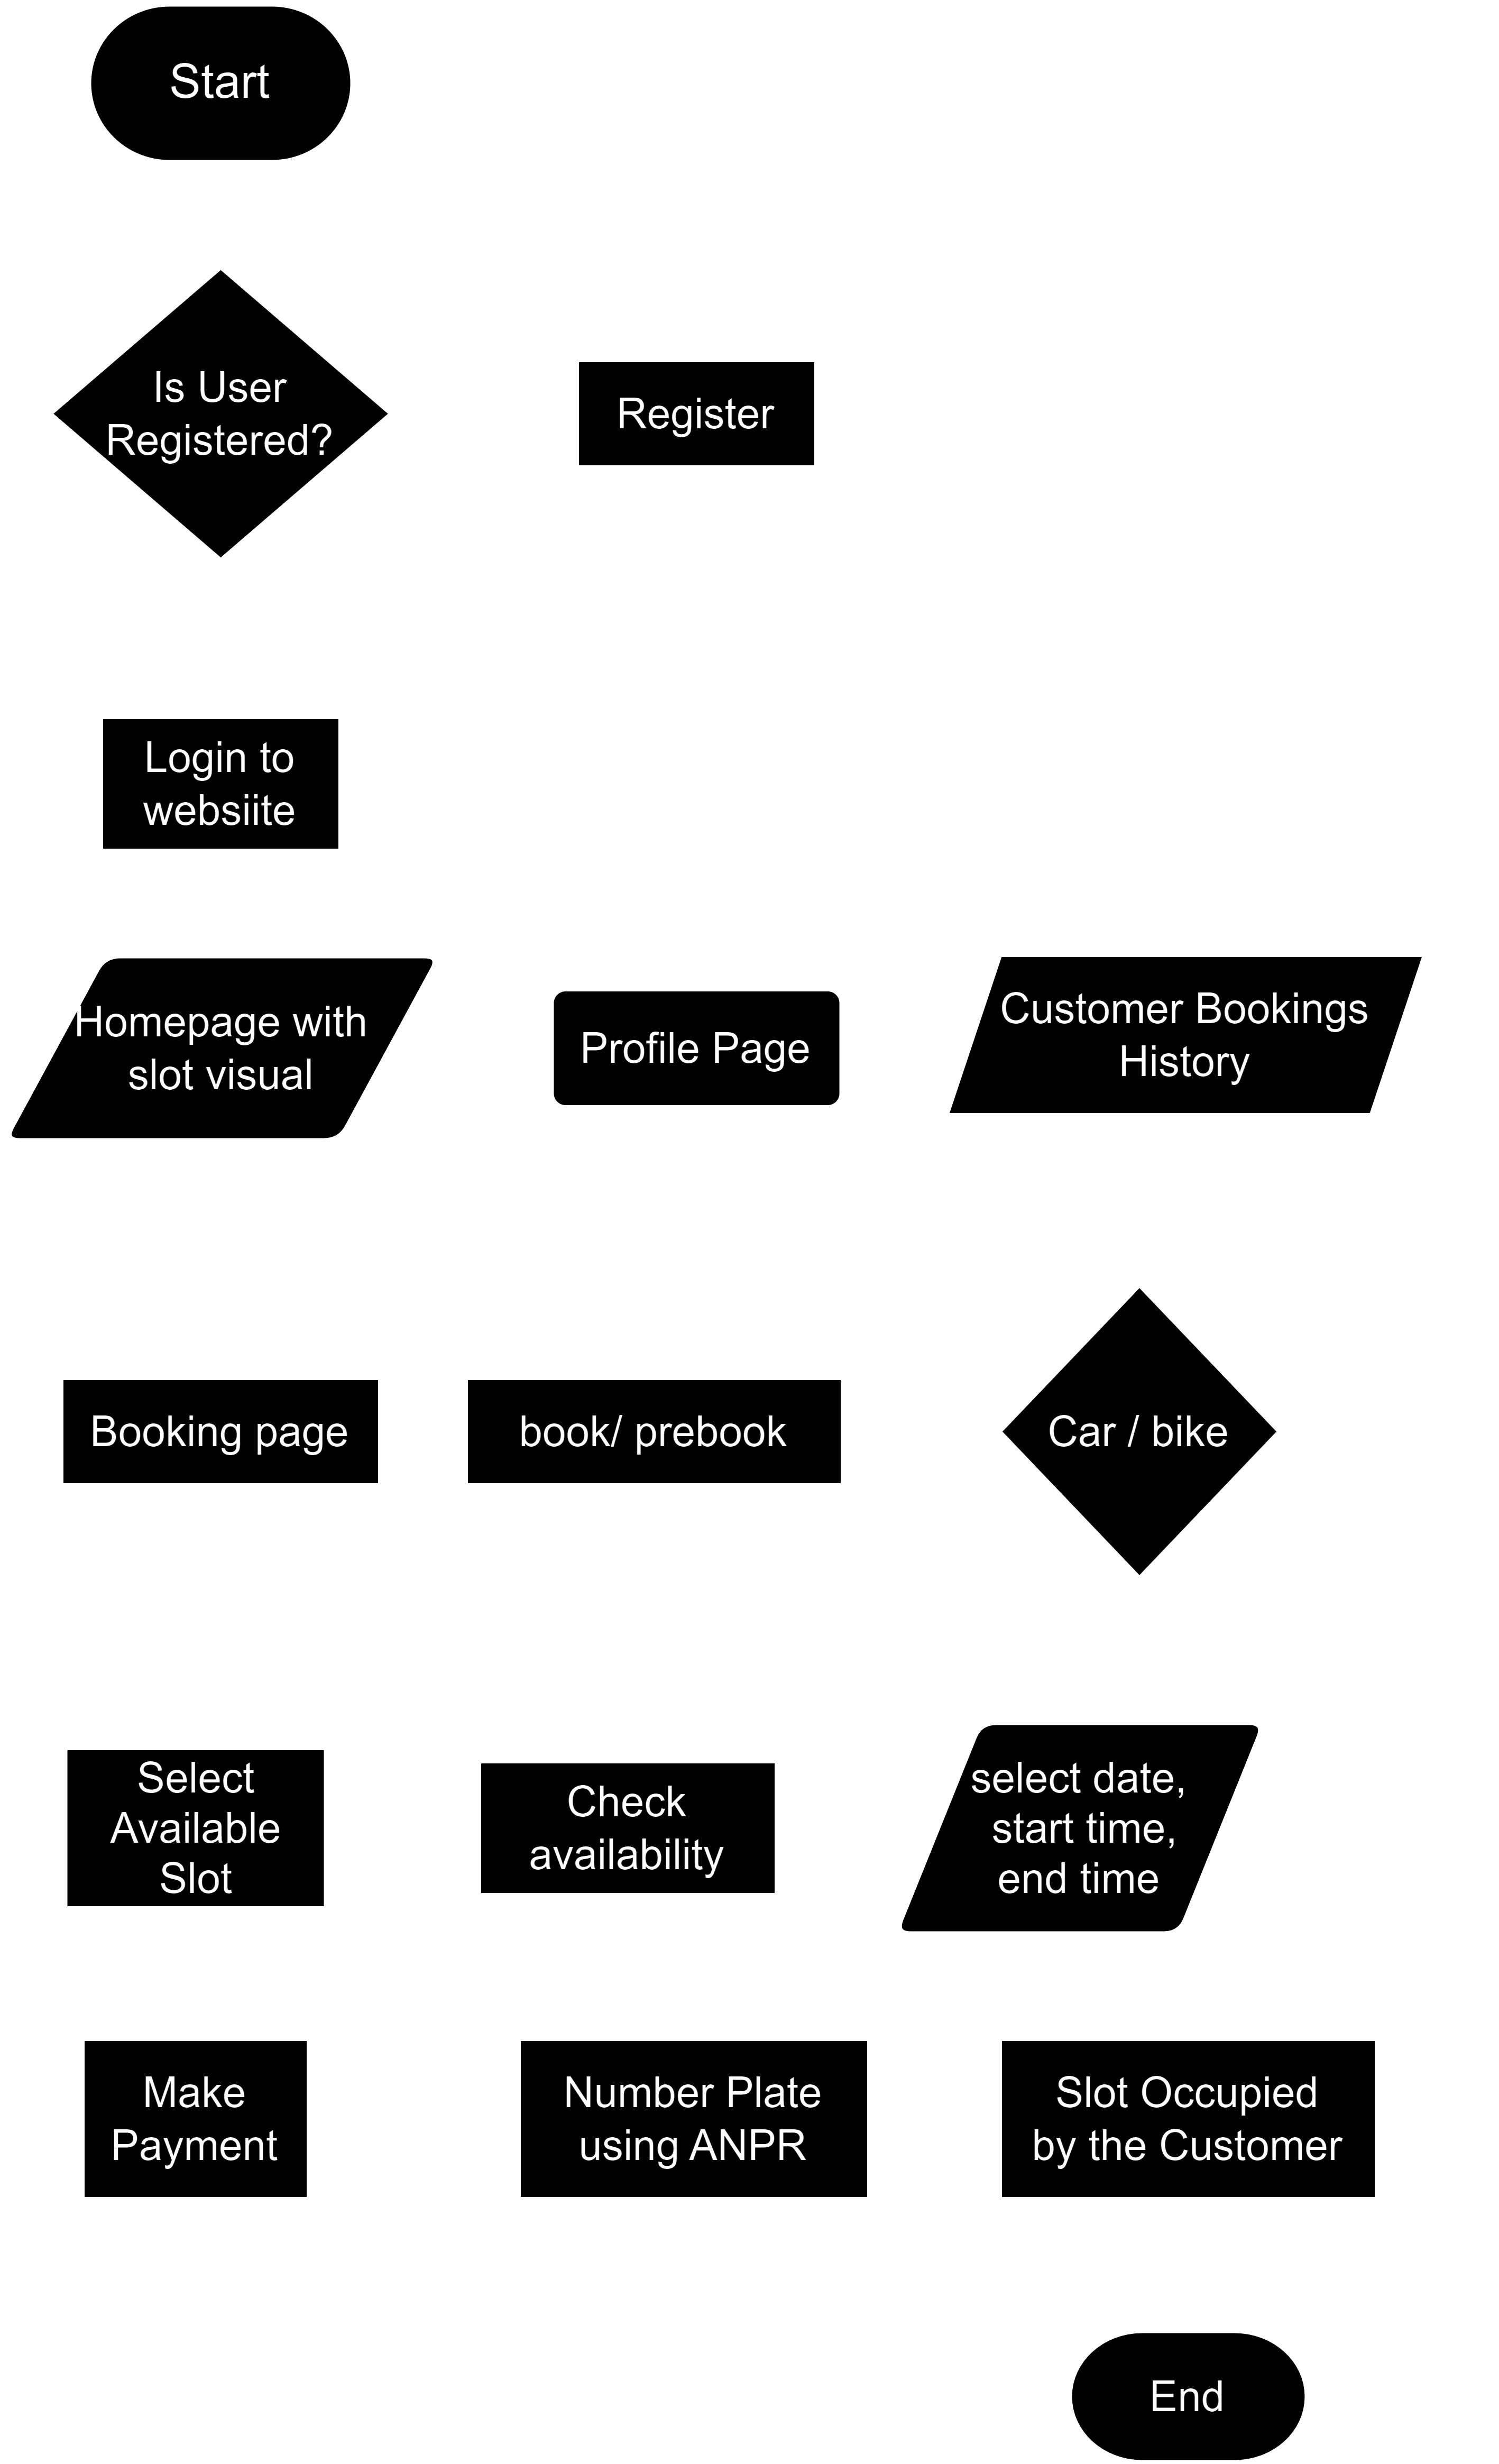 Start
Is User
Registered?
Register
Login to
websiite
Homepage with
slot visual
Profile Page
Customer Bookings
History
Booking page
book/ prebook
Car / bike
Select
Available
Slot
Check
availability
select date,
start time,
end time
Make
Payment
Number Plate
using ANPR
Slot Occupied
by the Customer
End